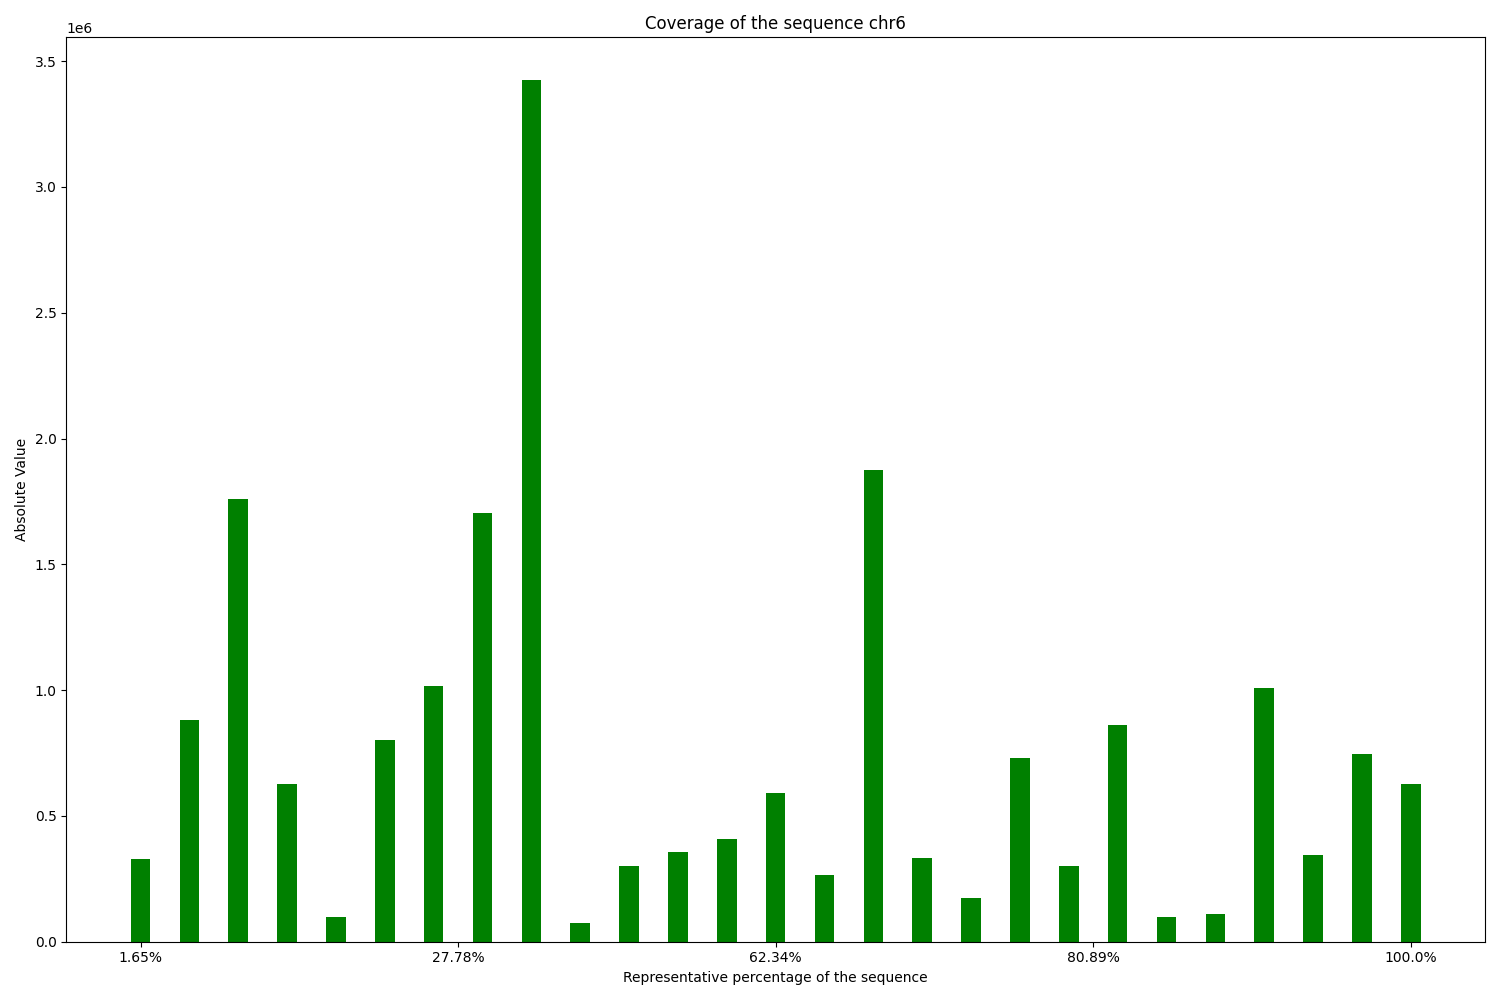 Coverage of the sequence chr6
1e6
3.5
3.0
2.5
2.0
1.5
1.0
0.5
0.0
Absolute Value
1.65% 27.78% 62.34% 80.89% 100.0%
Representative percentage of the sequence